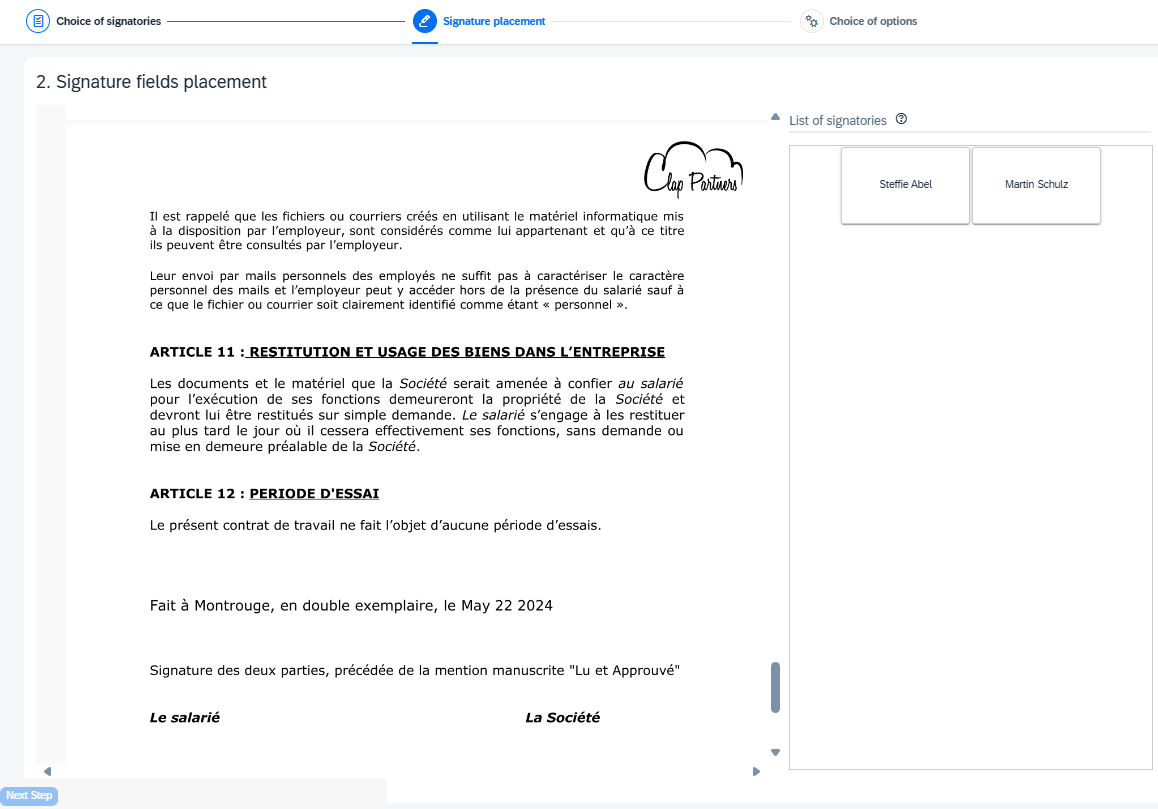 Choice of signatories
Signature placement
Choice of options
2. Signature fields placement
List of signatories
Clap Partners
Steffie Abel
Martin Schulz
Il est rappelé que les fichiers ou courriers créés en utilisant le matériel informatique mis
à la disposition par l’employeur, sont considérés comme lui appartenant et qu’à ce titre
ils peuvent être consultés par l’employeur.
Leur envoi par mails personnels des employés ne suffit pas à caractériser le caractère
personnel des mails et l’employeur peut y accéder hors de la présence du salarié sauf à
ce que le fichier ou courrier soit clairement identifié comme étant « personnel ».
ARTICLE 11 : RESTITUTION ET USAGE DES BIENS DANS L’ENTREPRISE
Les documents et le matériel que la Société serait amenée à confier au salarié
pour l’exécution de ses fonctions demeureront la propriété de la Société et
devront lui être restitués sur simple demande. Le salarié s’engage à les restituer
au plus tard le jour où il cessera effectivement ses fonctions, sans demande ou
mise en demeure préalable de la Société.
ARTICLE 12 : PERIODE D'ESSAI
Le présent contrat de travail ne fait l’objet d’aucune période d’essais.
Fait à Montrouge, en double exemplaire, le May 22 2024
Signature des deux parties, précédée de la mention manuscrite "Lu et Approuvé"
Le salarié
La Société
Next Step